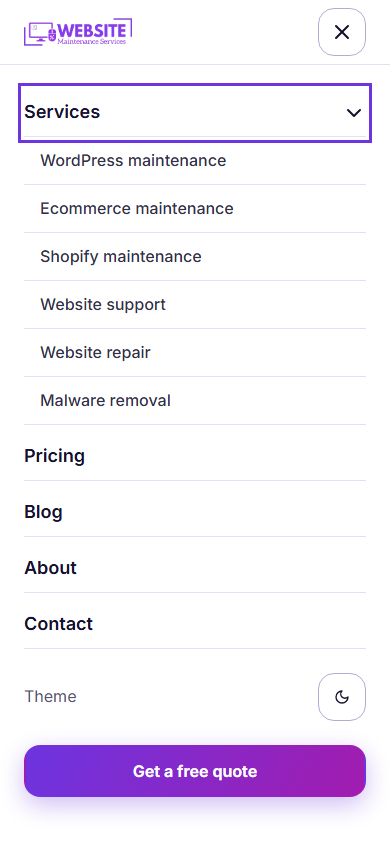 WEBSITE
Maintenance Services
Services
WordPress maintenance
Ecommerce maintenance
Shopify maintenance
Website support
Website repair
Malware removal
Pricing
Blog
About
Contact
Theme
Get a free quote